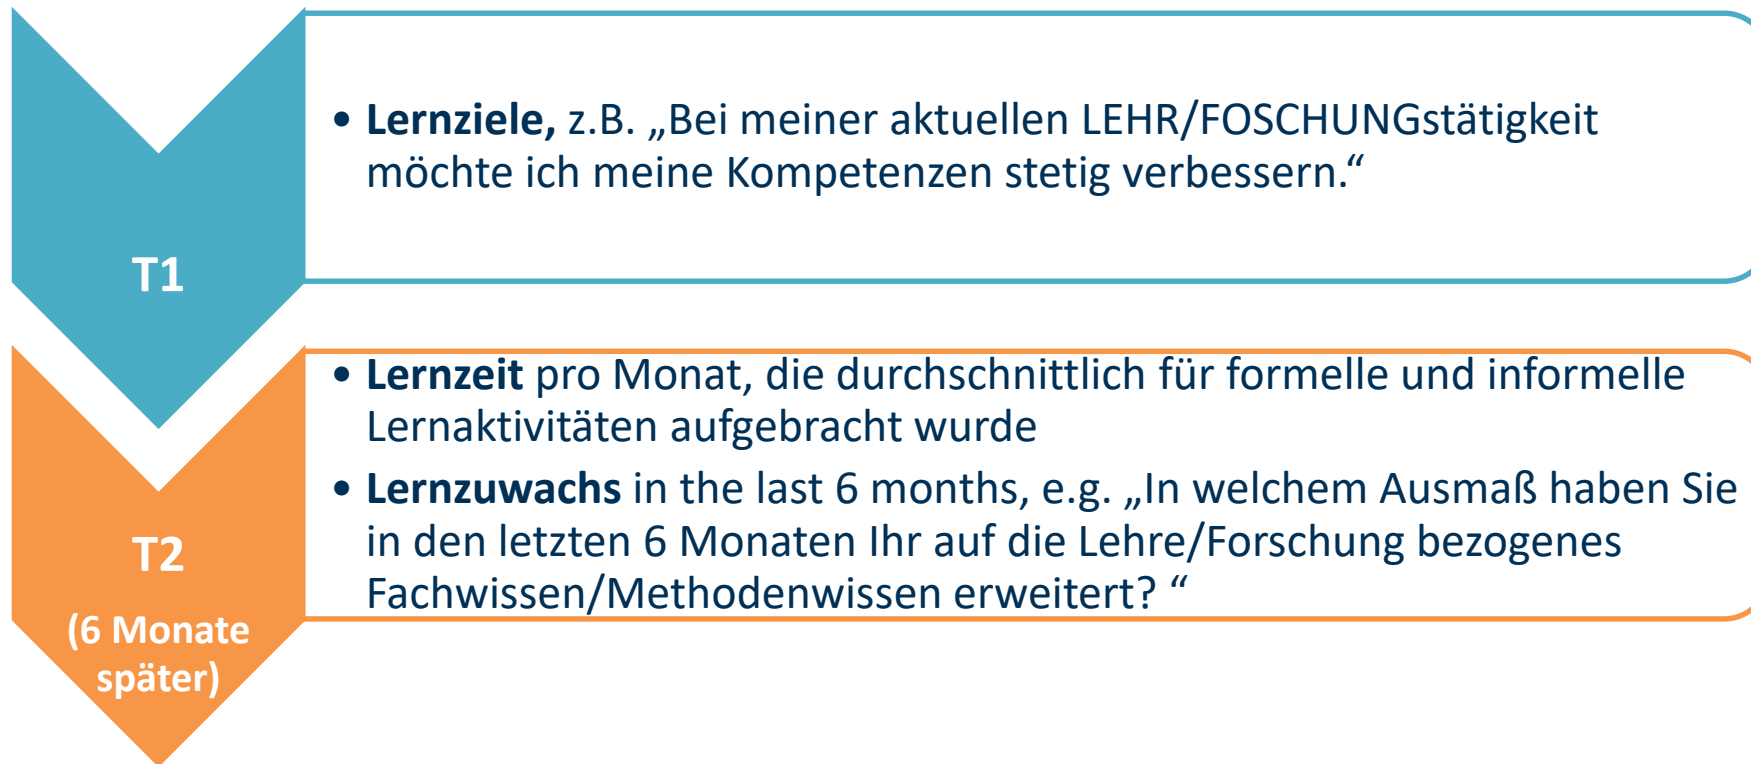 • Lernziele, z.B. „Bei meiner aktuellen LEHR/FOSCHUNGstätigkeit
möchte ich meine Kompetenzen stetig verbessern.“
T1
• Lernzeit pro Monat, die durchschnittlich für formelle und informelle
Lernaktivitäten aufgebracht wurde
• Lernzuwachs in the last 6 months, e.g. „In welchem Ausmaß haben Sie
in den letzten 6 Monaten Ihr auf die Lehre/Forschung bezogenes
Fachwissen/Methodenwissen erweitert? “
T2
(6 Monate
später)